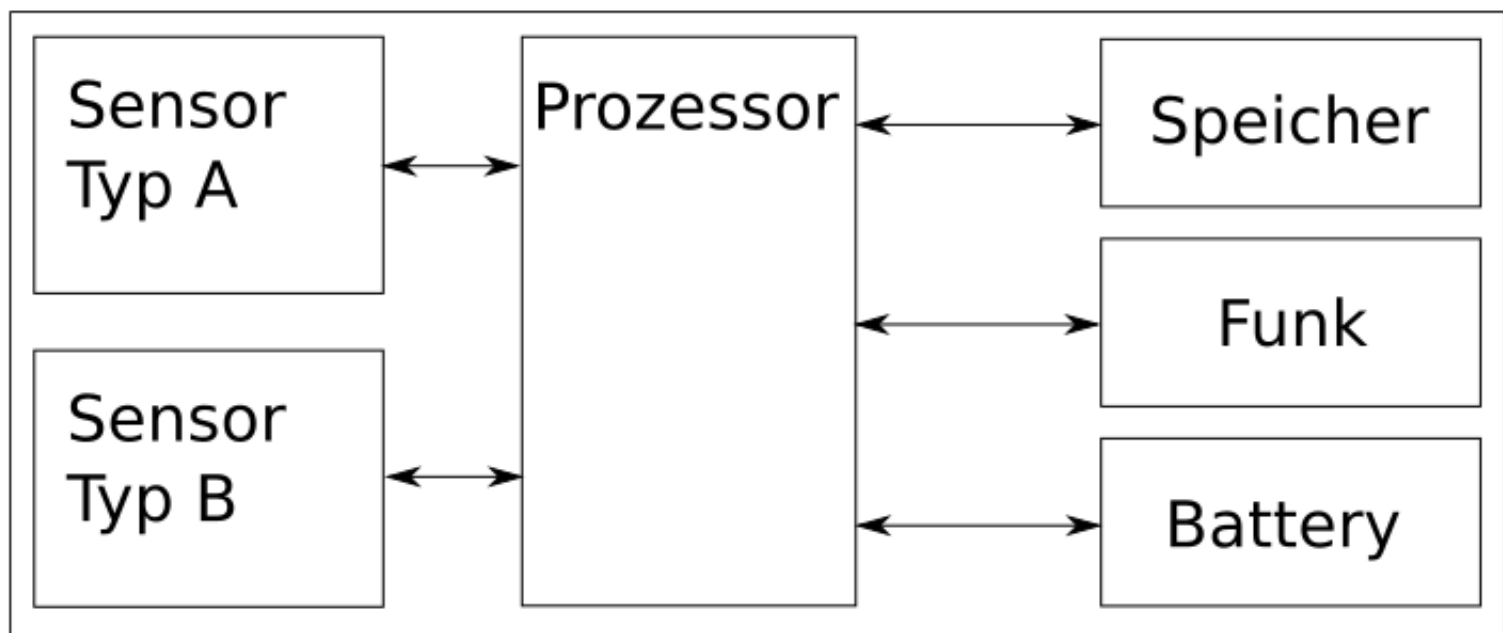 Sensor
Typ A
Prozessor
Speicher
Funk
Sensor
Typ B
Battery